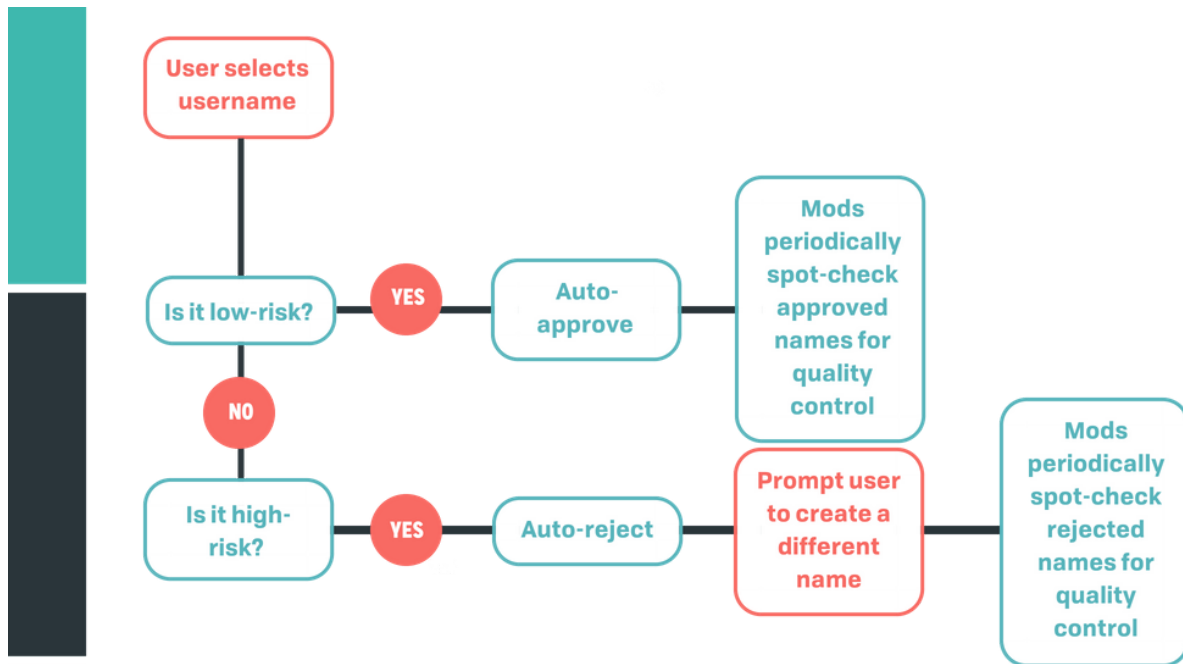 User selects
username
Is it low-risk?
YES
Auto-
approve
Mods
periodically
spot-check
approved
names for
quality
control
NO
Is it high-
risk?
YES
Auto-reject
Prompt user
to create a
different
name
Mods
periodically
spot-check
rejected
names for
quality
control